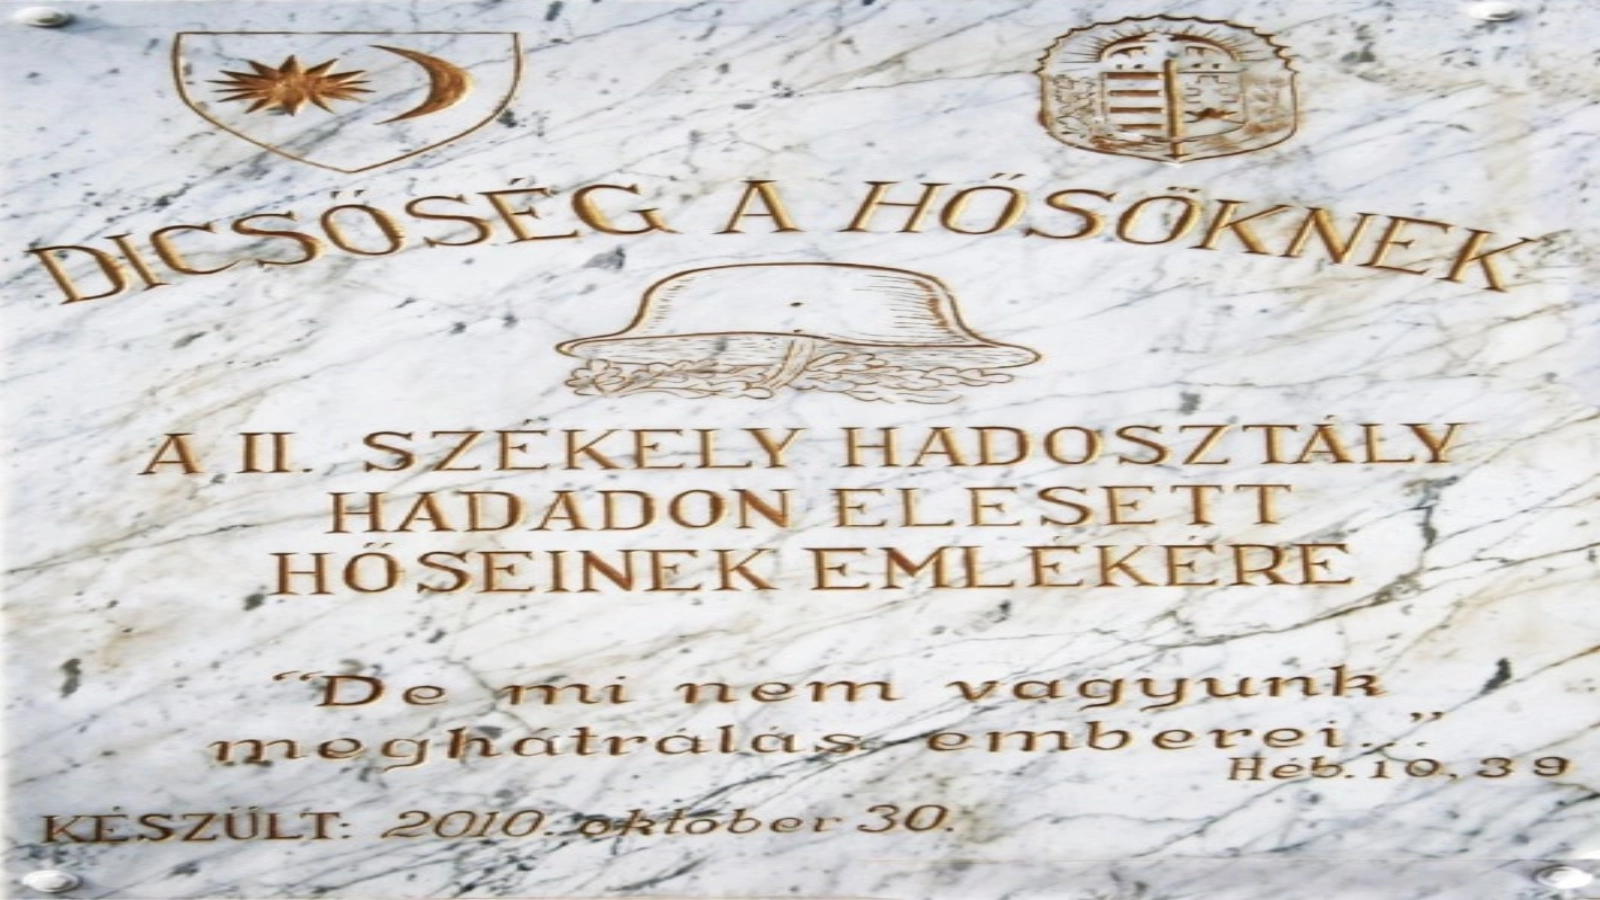 DICSŐSÉG A HŐSÖKNEK
A II. SZÉKELY HADOSZTÁLY
HADADON ELESETT
HŐSEINEK EMLÉKÉRE
“De mi nem vagyunk
meghátrálás emberei...”
Héb. 10, 39
KÉSZÜLT: 2010. október 30.